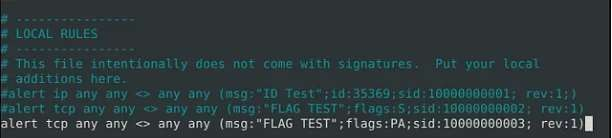 # ----------------
# LOCAL RULES
# ----------------
# This file intentionally does not come with signatures.  Put your local
# additions here.
#alert ip any any <> any any (msg:"ID Test";id:35369;sid:10000000001; rev:1;)
#alert tcp any any <> any any (msg:"FLAG TEST";flags:S;sid:10000000002; rev:1)
alert tcp any any <> any any (msg:"FLAG TEST";flags:PA;sid:10000000003; rev:1)